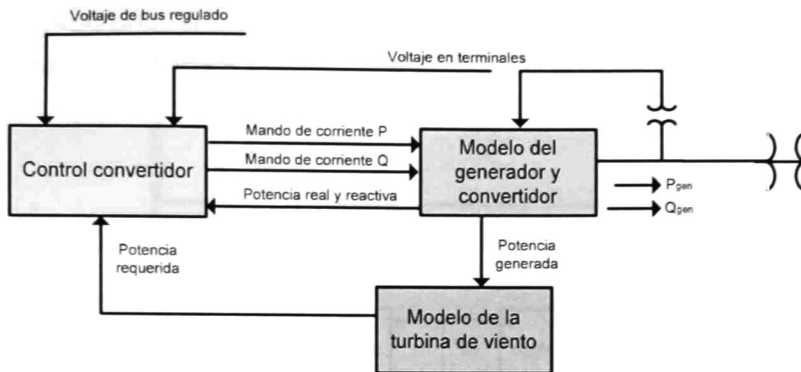 Voltaje de bus regulado
Voltaje en terminales
Control convertidor
Mando de corriente P
Mando de corriente Q
Potencia real y reactiva
Modelo del
generador y
convertidor
Pgen
Qgen
Potencia
requerida
Potencia
generada
Modelo de la
turbina de viento